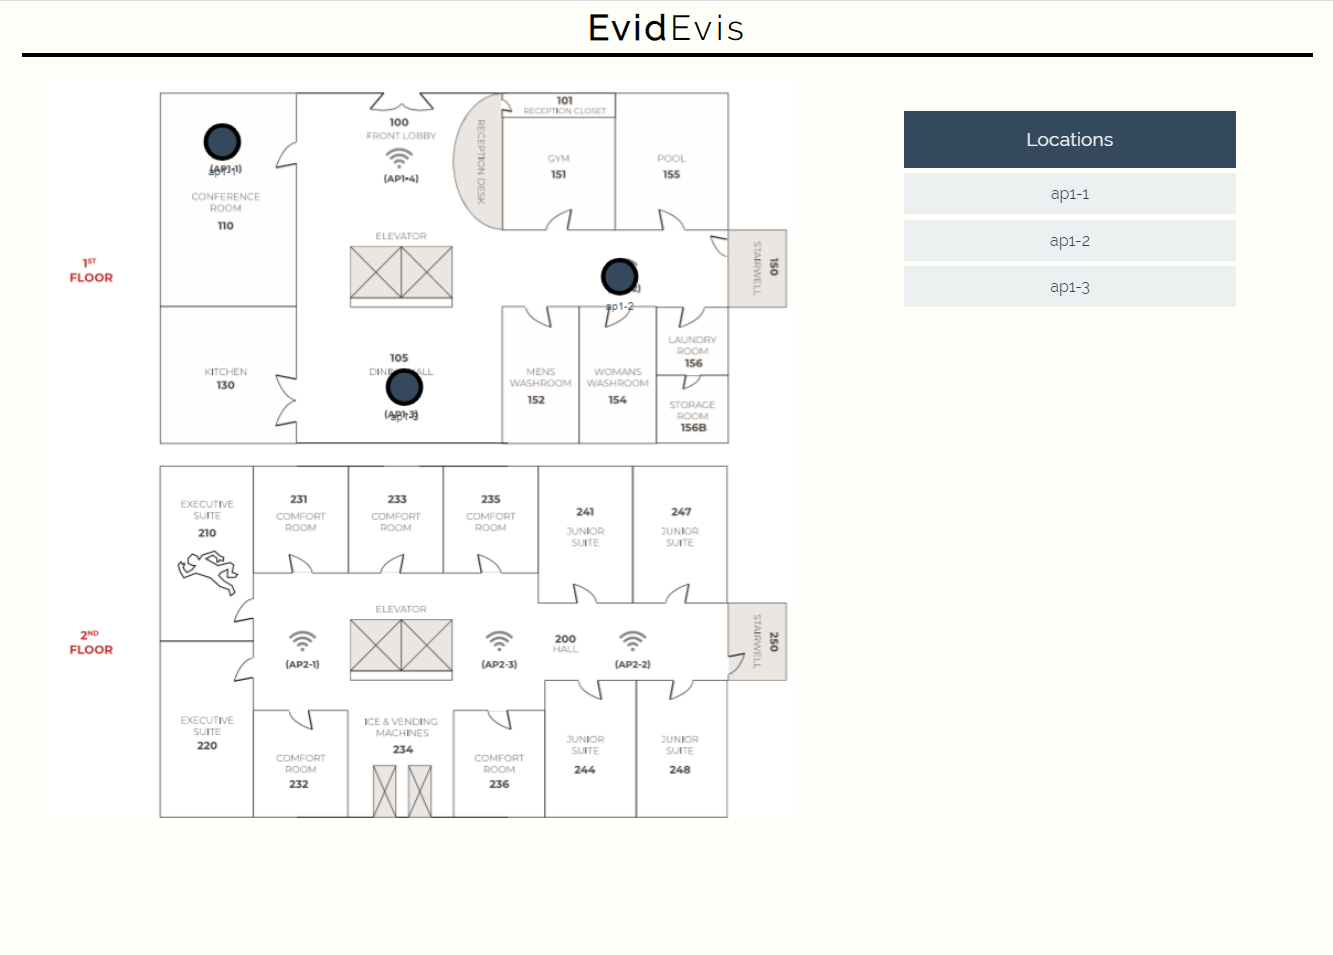 EvidEvis
101
RECEPTION CLOSET
100
FRONT LOBBY
(AP1-4)
RECEPTION DESK
GYM
151
POOL
155
(AP1-1)
ap1-1
CONFERENCE
ROOM
110
ELEVATOR
STAIRWELL
150
1ST
FLOOR
ap1-2
105
DINING HALL
(AP1-3)
ap1-3
KITCHEN
130
MENS
WASHROOM
152
WOMANS
WASHROOM
154
LAUNDRY
ROOM
156
STORAGE
ROOM
156B
EXECUTIVE
SUITE
210
231
COMFORT
ROOM
233
COMFORT
ROOM
235
COMFORT
ROOM
241
JUNIOR
SUITE
247
JUNIOR
SUITE
ELEVATOR
2ND
FLOOR
(AP2-1)
(AP2-3)
200
HALL
(AP2-2)
STAIRWELL
250
EXECUTIVE
SUITE
220
COMFORT
ROOM
232
ICE & VENDING
MACHINES
234
COMFORT
ROOM
236
JUNIOR
SUITE
244
JUNIOR
SUITE
248
Locations
ap1-1
ap1-2
ap1-3